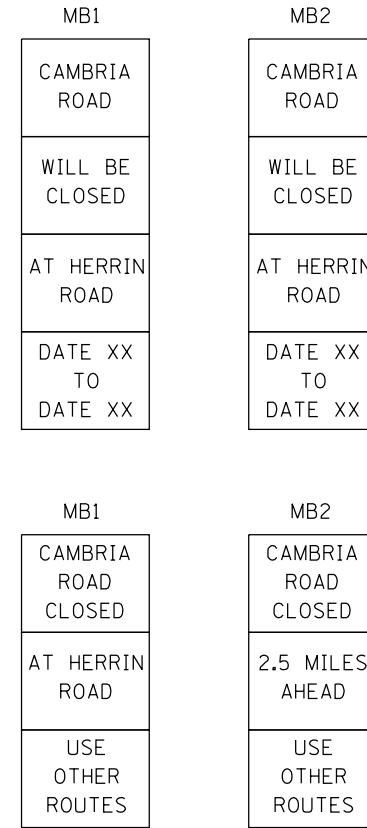 MB1
CAMBRIA
ROAD
WILL BE
CLOSED
AT HERRIN
ROAD
DATE XX
TO
DATE XX
MB2
CAMBRIA
ROAD
WILL BE
CLOSED
AT HERRIN
ROAD
DATE XX
TO
DATE XX
MB1
CAMBRIA
ROAD
CLOSED
AT HERRIN
ROAD
USE
OTHER
ROUTES
MB2
CAMBRIA
ROAD
CLOSED
2.5 MILES
AHEAD
USE
OTHER
ROUTES